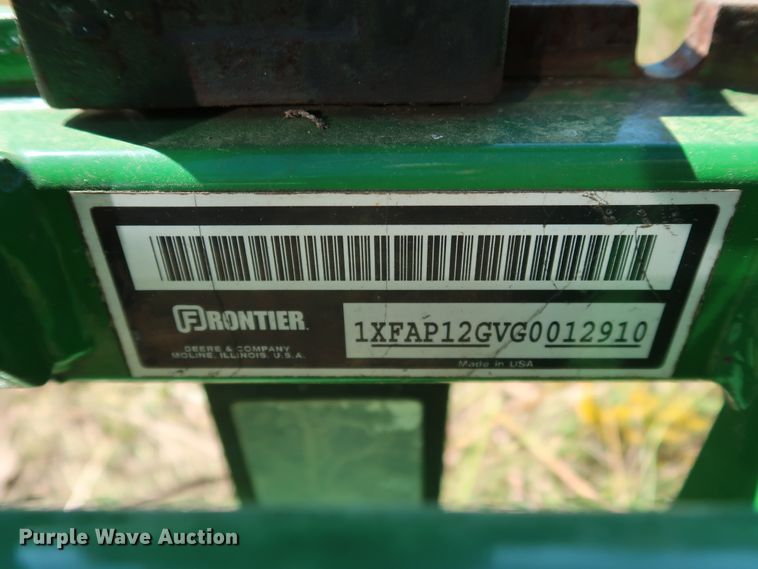 FRONTIER
DEERE & COMPANY
MOLINE, ILLINOIS, U.S.A.
1XFAP12GVG0012910
Made in USA
Purple Wave Auction